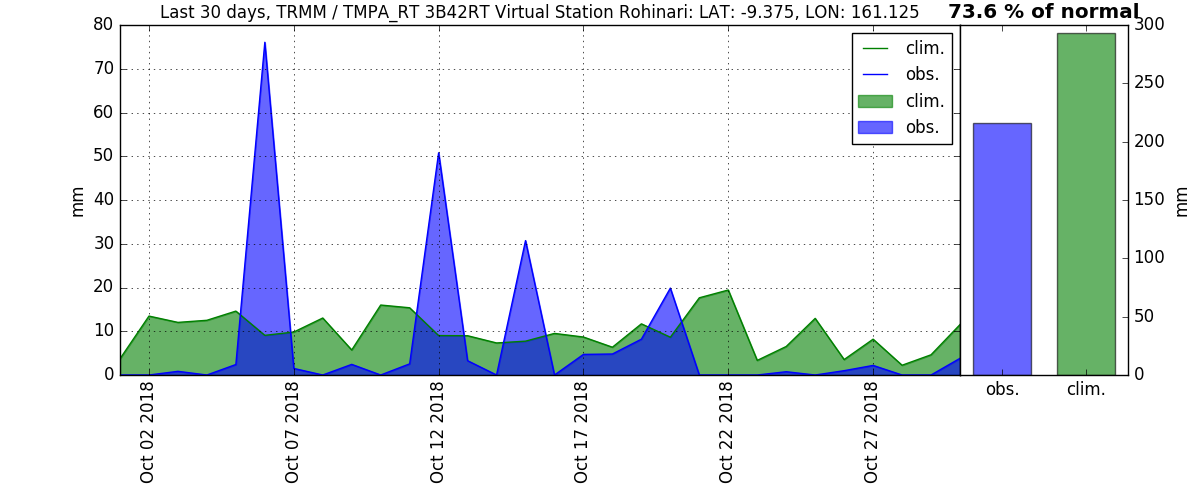 Last 30 days, TRMM / TMPA_RT 3B42RT Virtual Station Rohinari: LAT: -9.375, LON: 161.125
73.6 % of normal
mm
80
70
60
50
40
30
20
10
0
Oct 02 2018
Oct 07 2018
Oct 12 2018
Oct 17 2018
Oct 22 2018
Oct 27 2018
clim.
obs.
clim.
obs.
300
250
200
150
100
50
0
mm
obs.
clim.